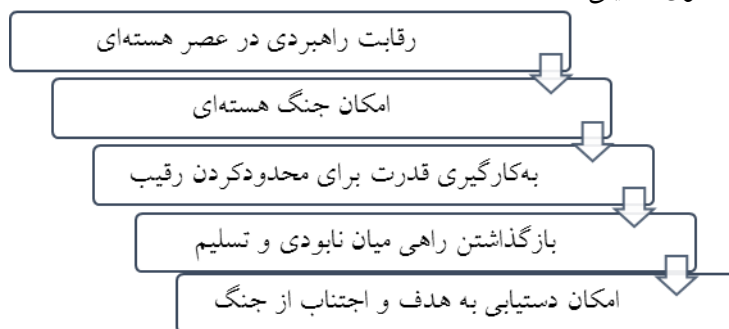 رقابت راهبردی در عصر هسته‌ای
امکان جنگ هسته‌ای
به‌کارگیری قدرت برای محدودکردن رقیب
بازگذاشتن راهی میان نابودی و تسلیم
امکان دستیابی به هدف و اجتناب از جنگ